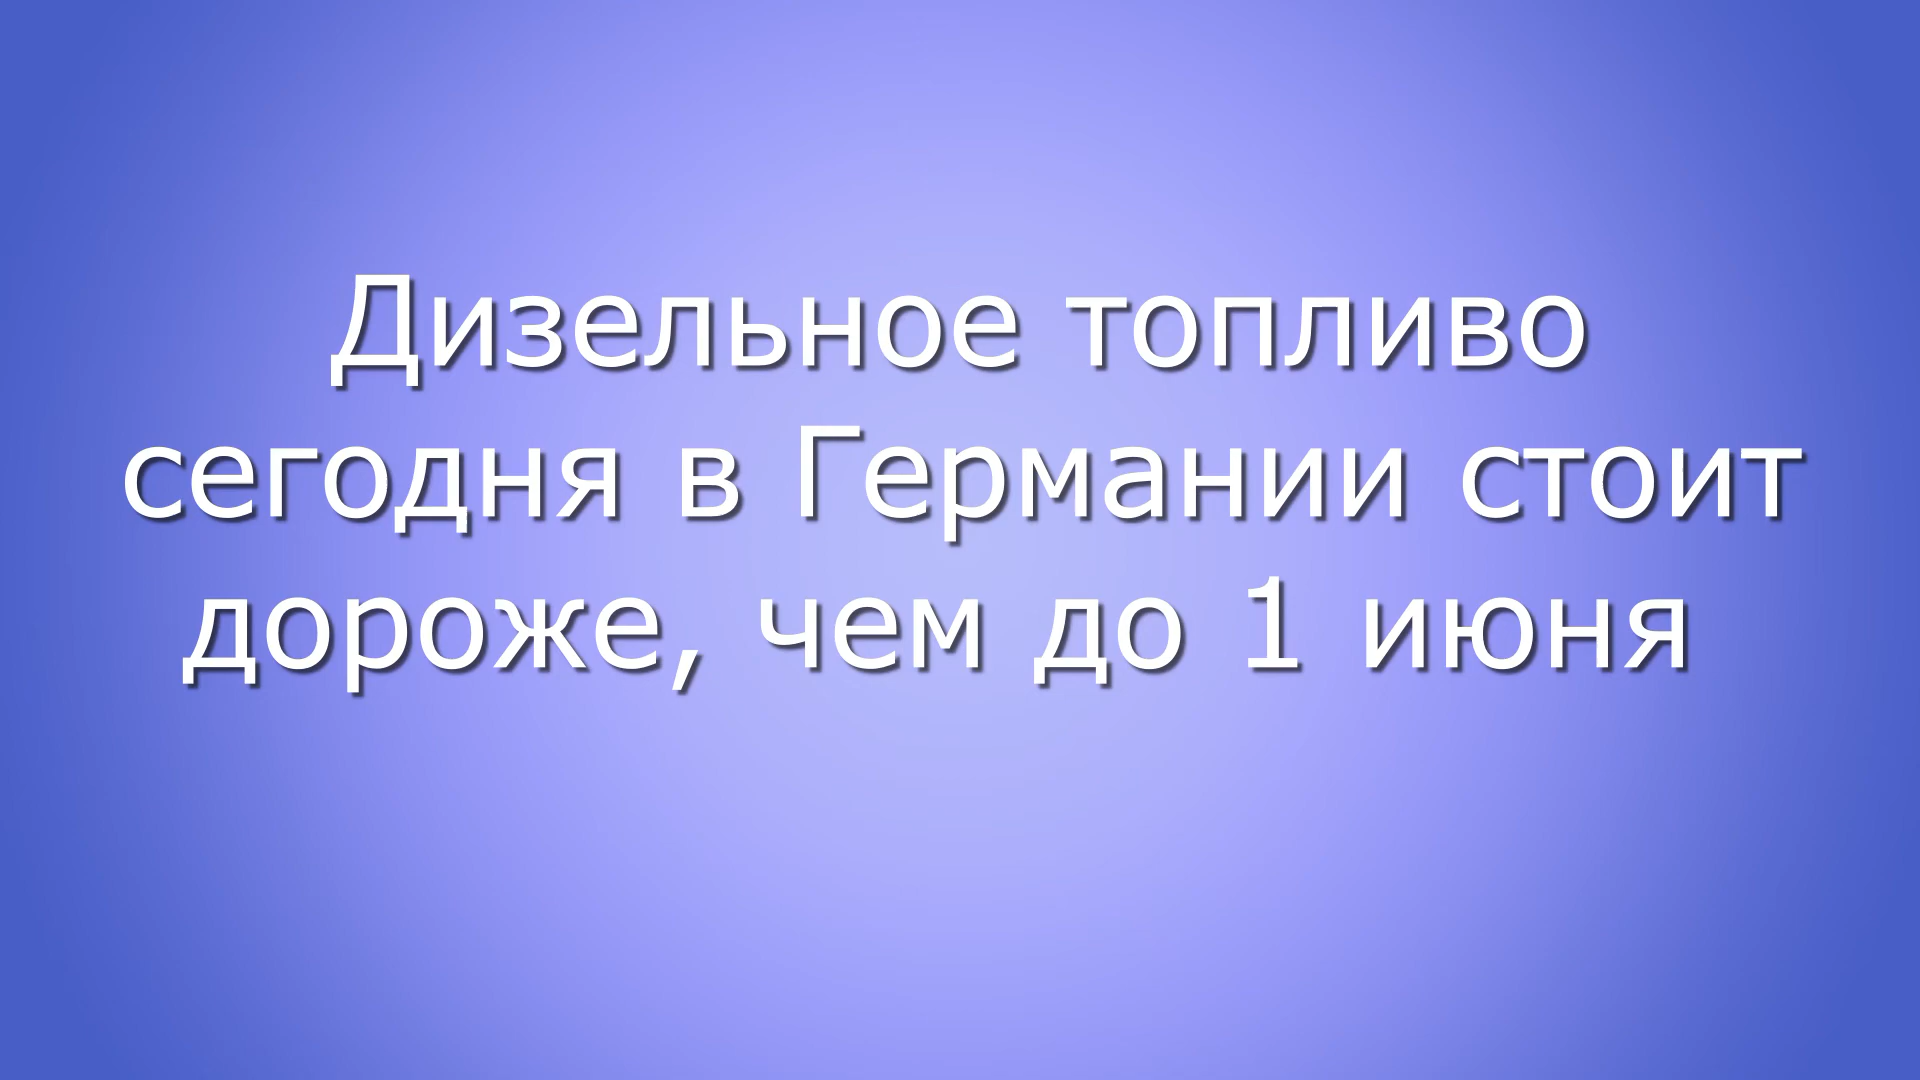 Дизельное топливо
сегодня в Германии стоит
дороже, чем до 1 июня